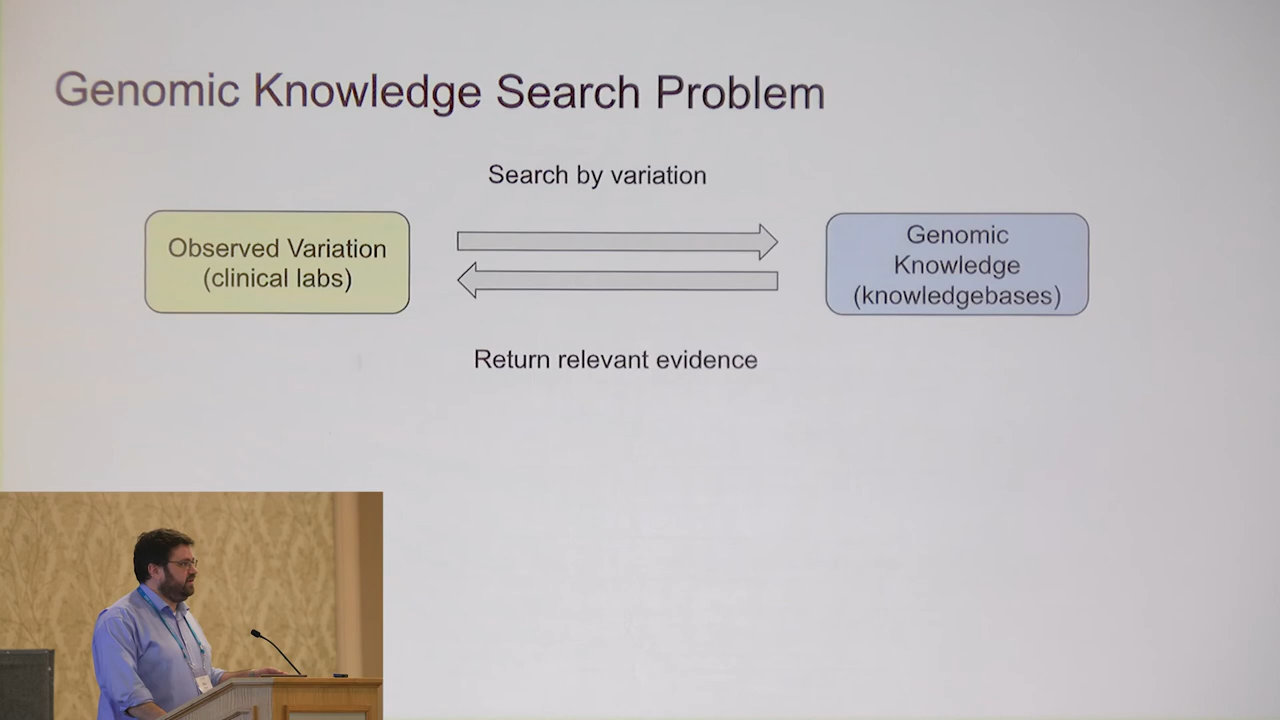 Genomic Knowledge Search Problem
Search by variation
Observed Variation
(clinical labs)
Genomic
Knowledge
(knowledgebases)
Return relevant evidence